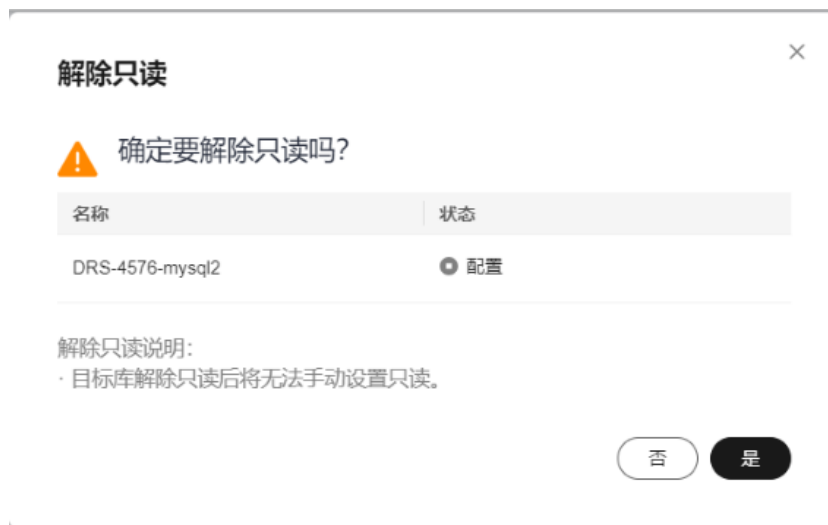 解除只读
确定要解除只读吗?
名称 状态
DRS-4576-mysql2 配置
解除只读说明:
· 目标库解除只读后将无法手动设置只读。
否 是